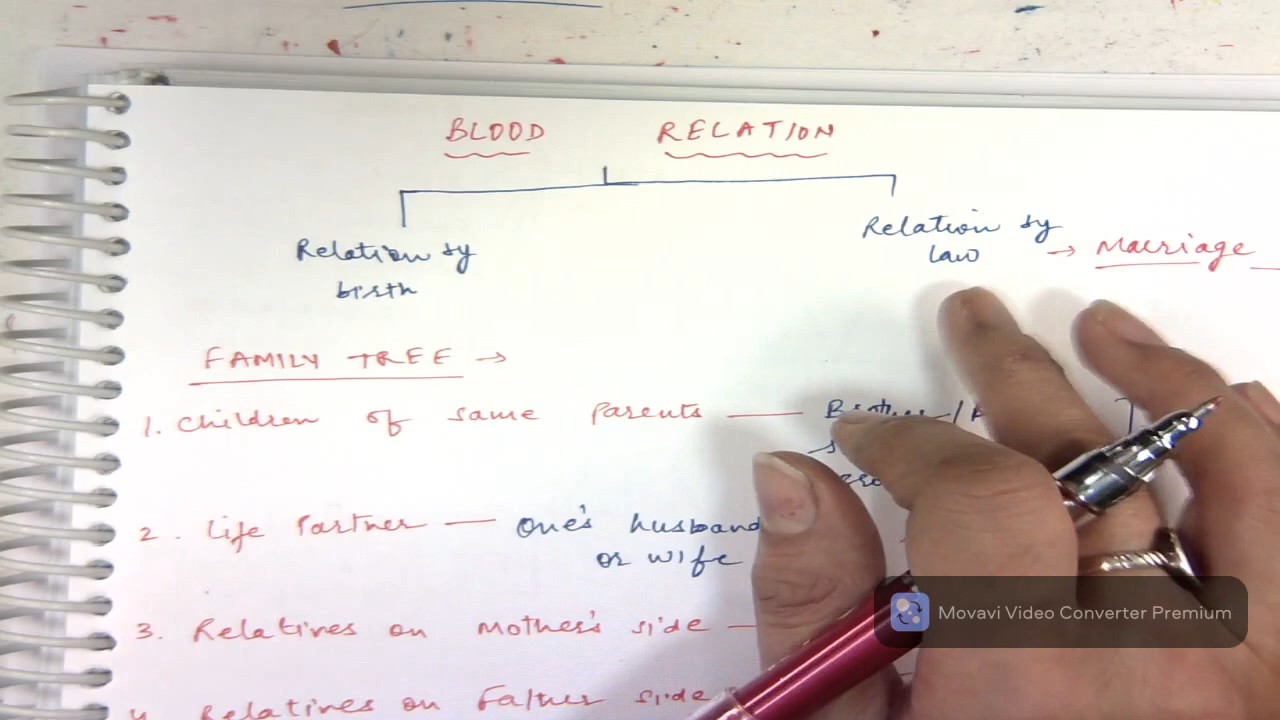 BLOOD RELATION
Relation by birth
Relation by law → Marriage
FAMILY TREE →
1. Children of same Parents —
2. Life Partner — One's husband
or wife
3. Relatives on Mother's side —
4. Relatives on Father side
Movavi Video Converter Premium